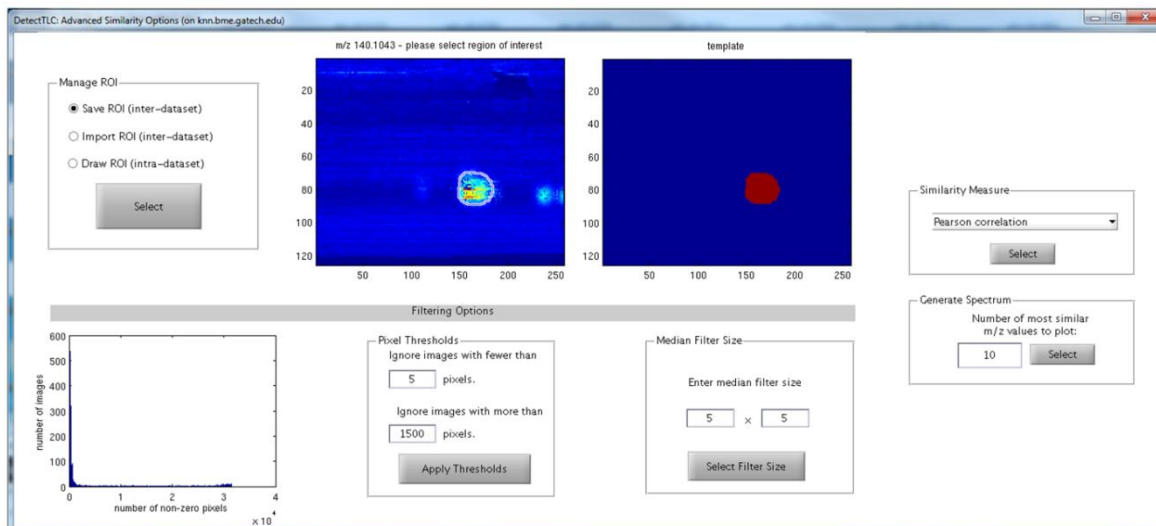 DetectTLC: Advanced Similarity Options (on knn.bme.gatech.edu)
Manage ROI
Save ROI (inter-dataset)
Import ROI (inter-dataset)
Draw ROI (intra-dataset)
Select
m/z 140.1043 - please select region of interest
20
40
60
80
100
120
50 100 150 200 250
template
20
40
60
80
100
120
50 100 150 200 250
Similarity Measure
Pearson correlation
Select
Generate Spectrum
Number of most similar
m/z values to plot:
10 Select
Filtering Options
600
500
400
300
200
100
0
number of images
0 1 2 3 4
number of non-zero pixels
× 10^4
Pixel Thresholds
Ignore images with fewer than
5 pixels.
Ignore images with more than
1500 pixels.
Apply Thresholds
Median Filter Size
Enter median filter size
5 × 5
Select Filter Size